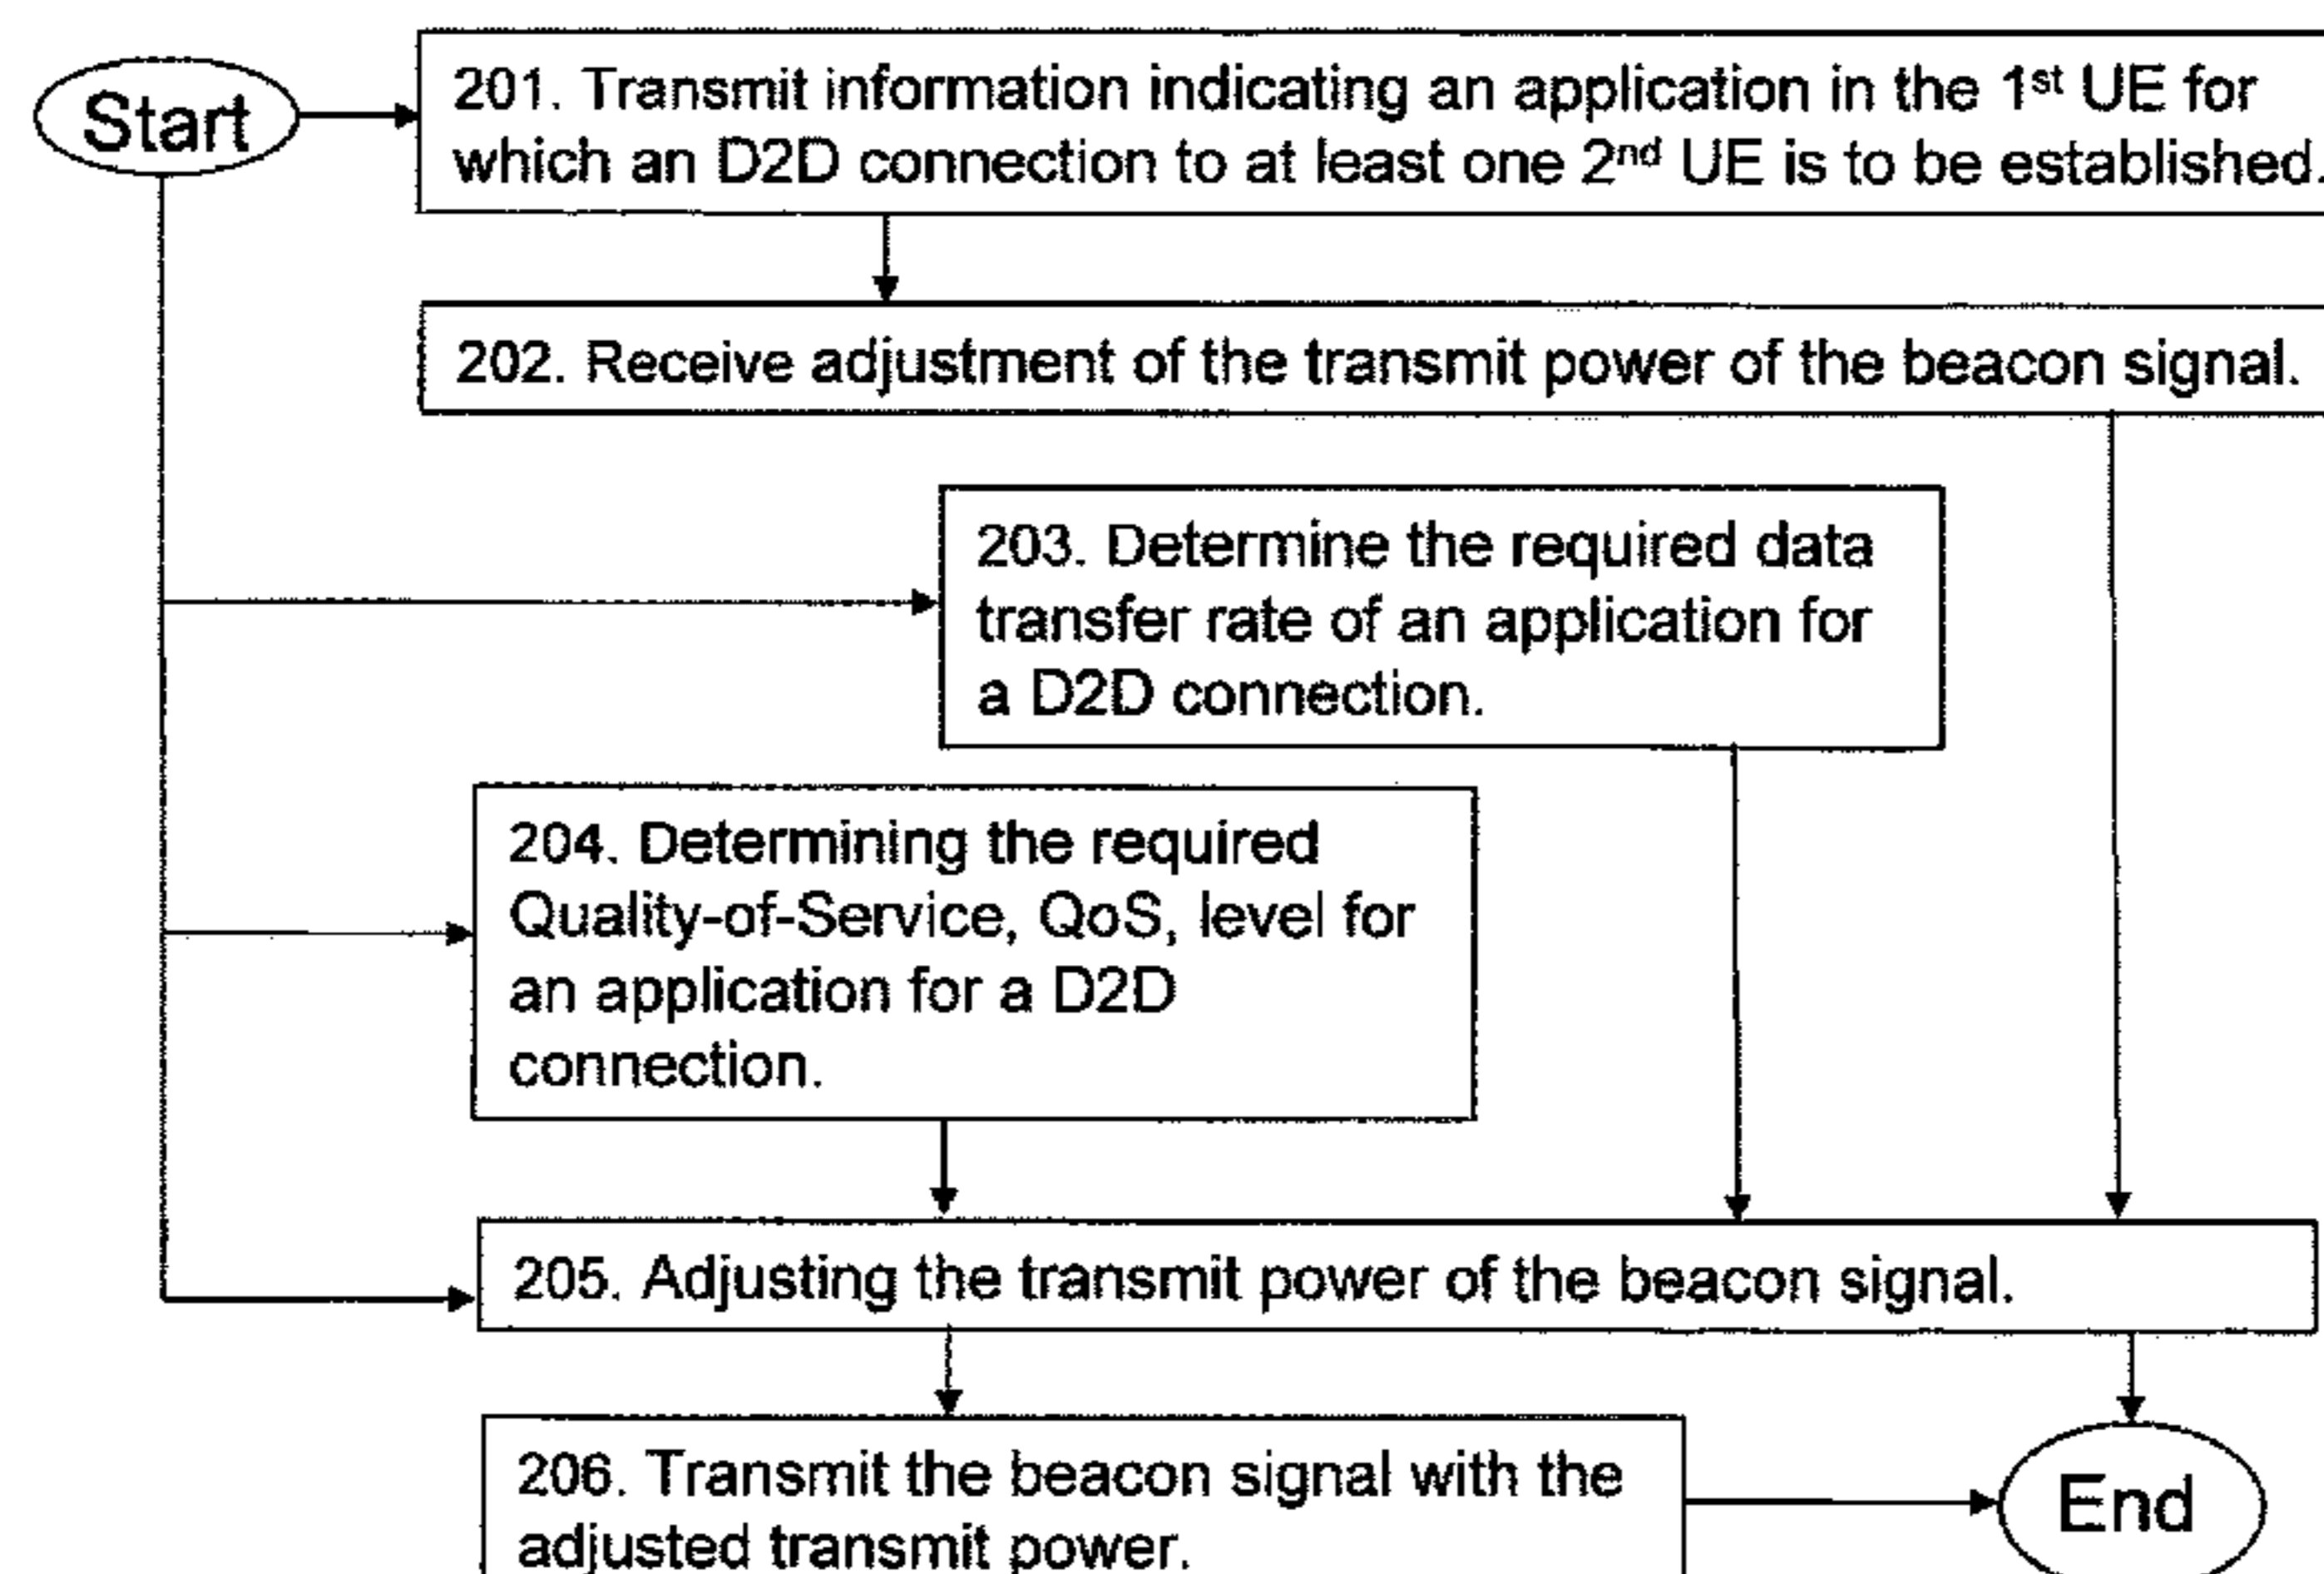 Start
201. Transmit information indicating an application in the 1st UE for
which an D2D connection to at least one 2nd UE is to be established.
202. Receive adjustment of the transmit power of the beacon signal.
203. Determine the required data
transfer rate of an application for
a D2D connection.
204. Determining the required
Quality-of-Service, QoS, level for
an application for a D2D
connection.
205. Adjusting the transmit power of the beacon signal.
206. Transmit the beacon signal with the
adjusted transmit power.
End